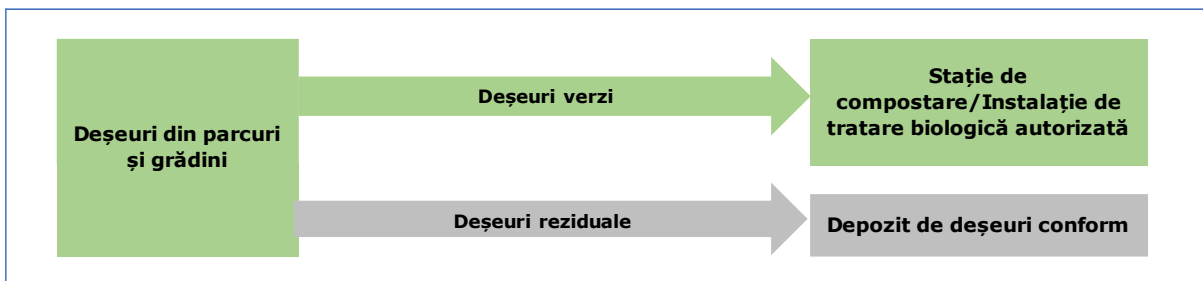 Deșeuri din parcuri
și grădini
Deșeuri verzi
Stație de
compostare/Instalație de
tratare biologică autorizată
Deșeuri reziduale
Depozit de deșeuri conform